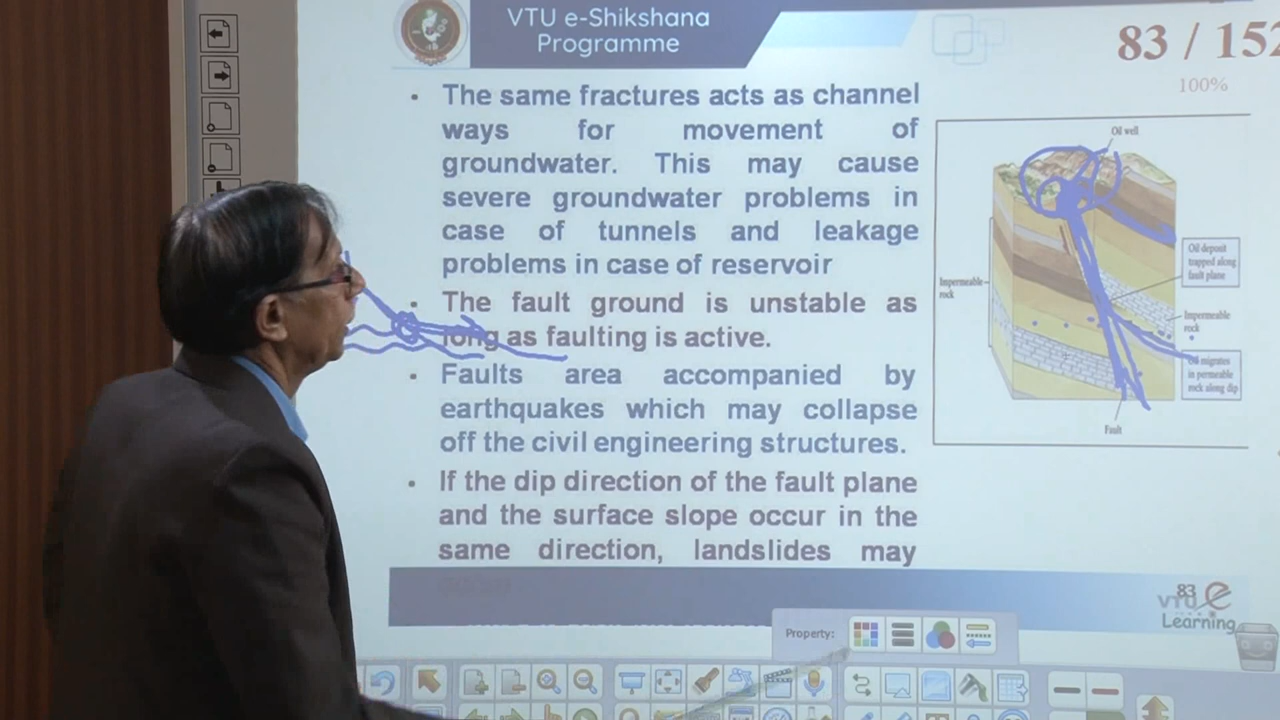 VTU e-Shikshana
Programme
83 / 152
100%
The same fractures acts as channel
ways for movement of
groundwater. This may cause
severe groundwater problems in
case of tunnels and leakage
problems in case of reservoir
The fault ground is unstable as
long as faulting is active.
Faults area accompanied by
earthquakes which may collapse
off the civil engineering structures.
If the dip direction of the fault plane
and the surface slope occur in the
same direction, landslides may
Oil well
Oil deposit
trapped along
fault plane
Impermeable
rock
Impermeable
rock
Oil migrates
in permeable
rock along dip
Fault
83
VTU e
Learning
Property: